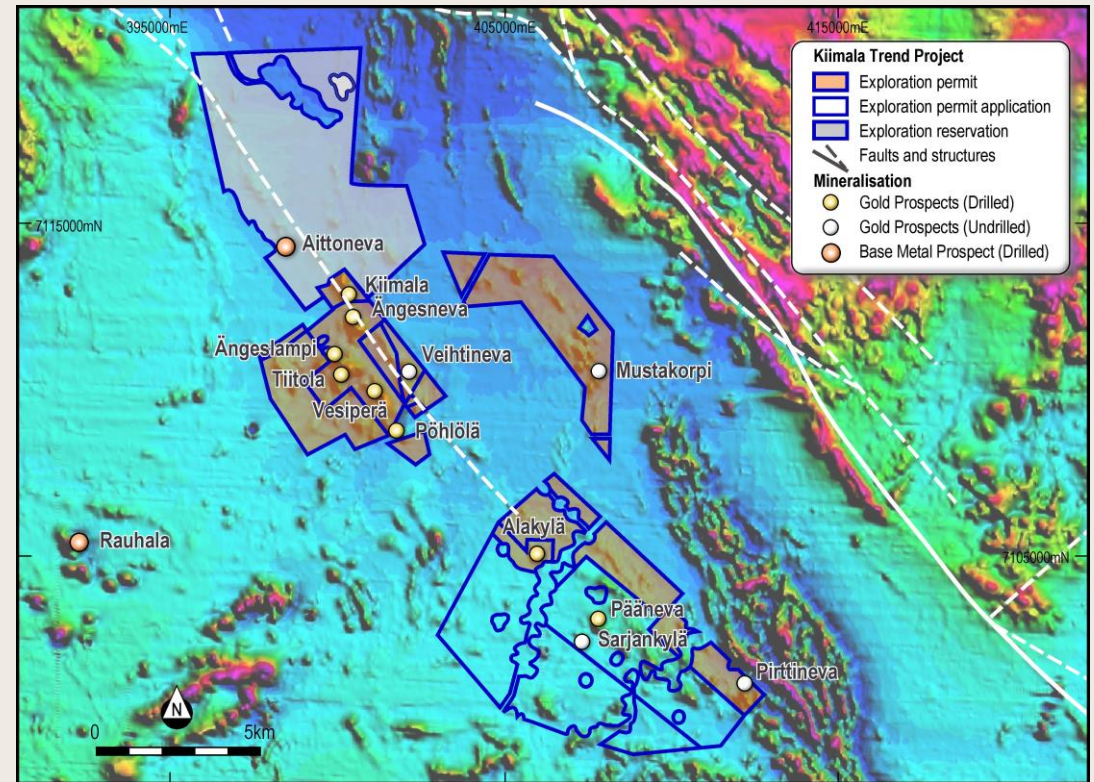 395000mE
405000mE
415000mE
Kiimala Trend Project
Exploration permit
Exploration permit application
Exploration reservation
Faults and structures
Mineralisation
Gold Prospects (Drilled)
Gold Prospects (Undrilled)
Base Metal Prospect (Drilled)
7115000mN
Aittoneva
Kiimala
Ängesneva
Ängeslampi
Veihtineva
Mustakorpi
Tiitola
Vesiperä
Pöhlölä
Alakylä
Rauhala
7105000mN
Pääneva
Sarjankylä
Pirttineva
N
0
5km